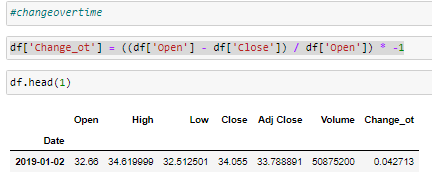 #changeovertime
df['Change_ot'] = ((df['Open'] - df['Close']) / df['Open']) * -1
df.head(1)
Open High Low Close Adj Close Volume Change_ot
Date
2019-01-02 32.66 34.619999 32.512501 34.055 33.788891 50875200 0.042713